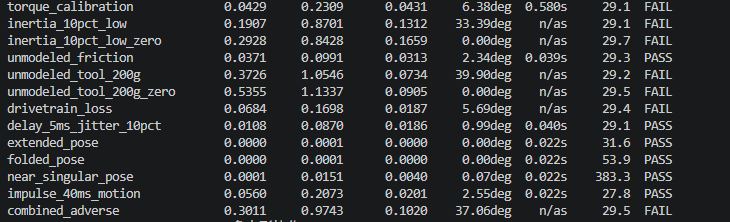 torque_calibration 0.0429 0.2309 0.0431 6.38deg 0.580s 29.1 FAIL
inertia_10pct_low 0.1907 0.8701 0.1312 33.39deg n/as 29.1 FAIL
inertia_10pct_low_zero 0.2928 0.8428 0.1659 0.00deg n/as 29.7 FAIL
unmodeled_friction 0.0371 0.0991 0.0313 2.34deg 0.039s 29.3 PASS
unmodeled_tool_200g 0.3726 1.0546 0.0734 39.90deg n/as 29.2 FAIL
unmodeled_tool_200g_zero 0.5355 1.1337 0.0905 0.00deg n/as 29.5 FAIL
drivetrain_loss 0.0684 0.1698 0.0187 5.69deg n/as 29.4 FAIL
delay_5ms_jitter_10pct 0.0108 0.0870 0.0186 0.99deg 0.040s 29.1 PASS
extended_pose 0.0000 0.0001 0.0000 0.00deg 0.022s 31.6 PASS
folded_pose 0.0000 0.0001 0.0000 0.00deg 0.022s 53.9 PASS
near_singular_pose 0.0001 0.0151 0.0040 0.07deg 0.022s 383.3 PASS
impulse_40ms_motion 0.0560 0.2073 0.0201 2.55deg 0.022s 27.8 PASS
combined_adverse 0.3011 0.9743 0.1020 37.06deg n/as 29.5 FAIL